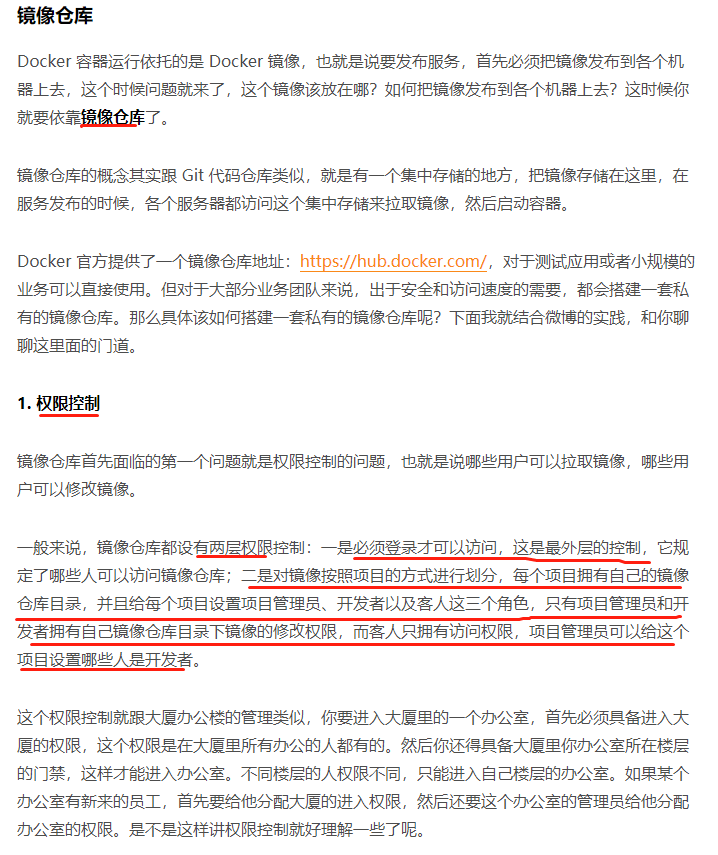 镜像仓库
Docker 容器运行依托的是 Docker 镜像，也就是说要发布服务，首先必须把镜像发布到各个机
器上去，这个时候问题就来了，这个镜像该放在哪？如何把镜像发布到各个机器上去？这时候你
就要依靠镜像仓库了。
镜像仓库的概念其实跟 Git 代码仓库类似，就是有一个集中存储的地方，把镜像存储在这里，在
服务发布的时候，各个服务器都访问这个集中存储来拉取镜像，然后启动容器。
Docker 官方提供了一个镜像仓库地址：https://hub.docker.com/，对于测试应用或者小规模的
业务可以直接使用。但对于大部分业务团队来说，出于安全和访问速度的需要，都会搭建一套私
有的镜像仓库。那么具体该如何搭建一套私有的镜像仓库呢？下面我就结合微博的实践，和你聊
聊这里面的门道。
1. 权限控制
镜像仓库首先面临的第一个问题就是权限控制的问题，也就是说哪些用户可以拉取镜像，哪些用
户可以修改镜像。
一般来说，镜像仓库都设有两层权限控制：一是必须登录才可以访问，这是最外层的控制，它规
定了哪些人可以访问镜像仓库；二是对镜像按照项目的方式进行划分，每个项目拥有自己的镜像
仓库目录，并且给每个项目设置项目管理员、开发者以及客人这三个角色，只有项目管理员和开
发者拥有自己镜像仓库目录下镜像的修改权限，而客人只拥有访问权限，项目管理员可以给这个
项目设置哪些人是开发者。
这个权限控制就跟大厦办公楼的管理类似，你要进入大厦里的一个办公室，首先必须具备进入大
厦的权限，这个权限是在大厦里所有办公的人都有的。然后你还得具备大厦里你办公室所在楼层
的门禁，这样才能进入办公室。不同楼层的人权限不同，只能进入自己楼层的办公室。如果某个
办公室有新来的员工，首先要给他分配大厦的进入权限，然后还要这个办公室的管理员给他分配
办公室的权限。是不是这样讲权限控制就好理解一些了呢。